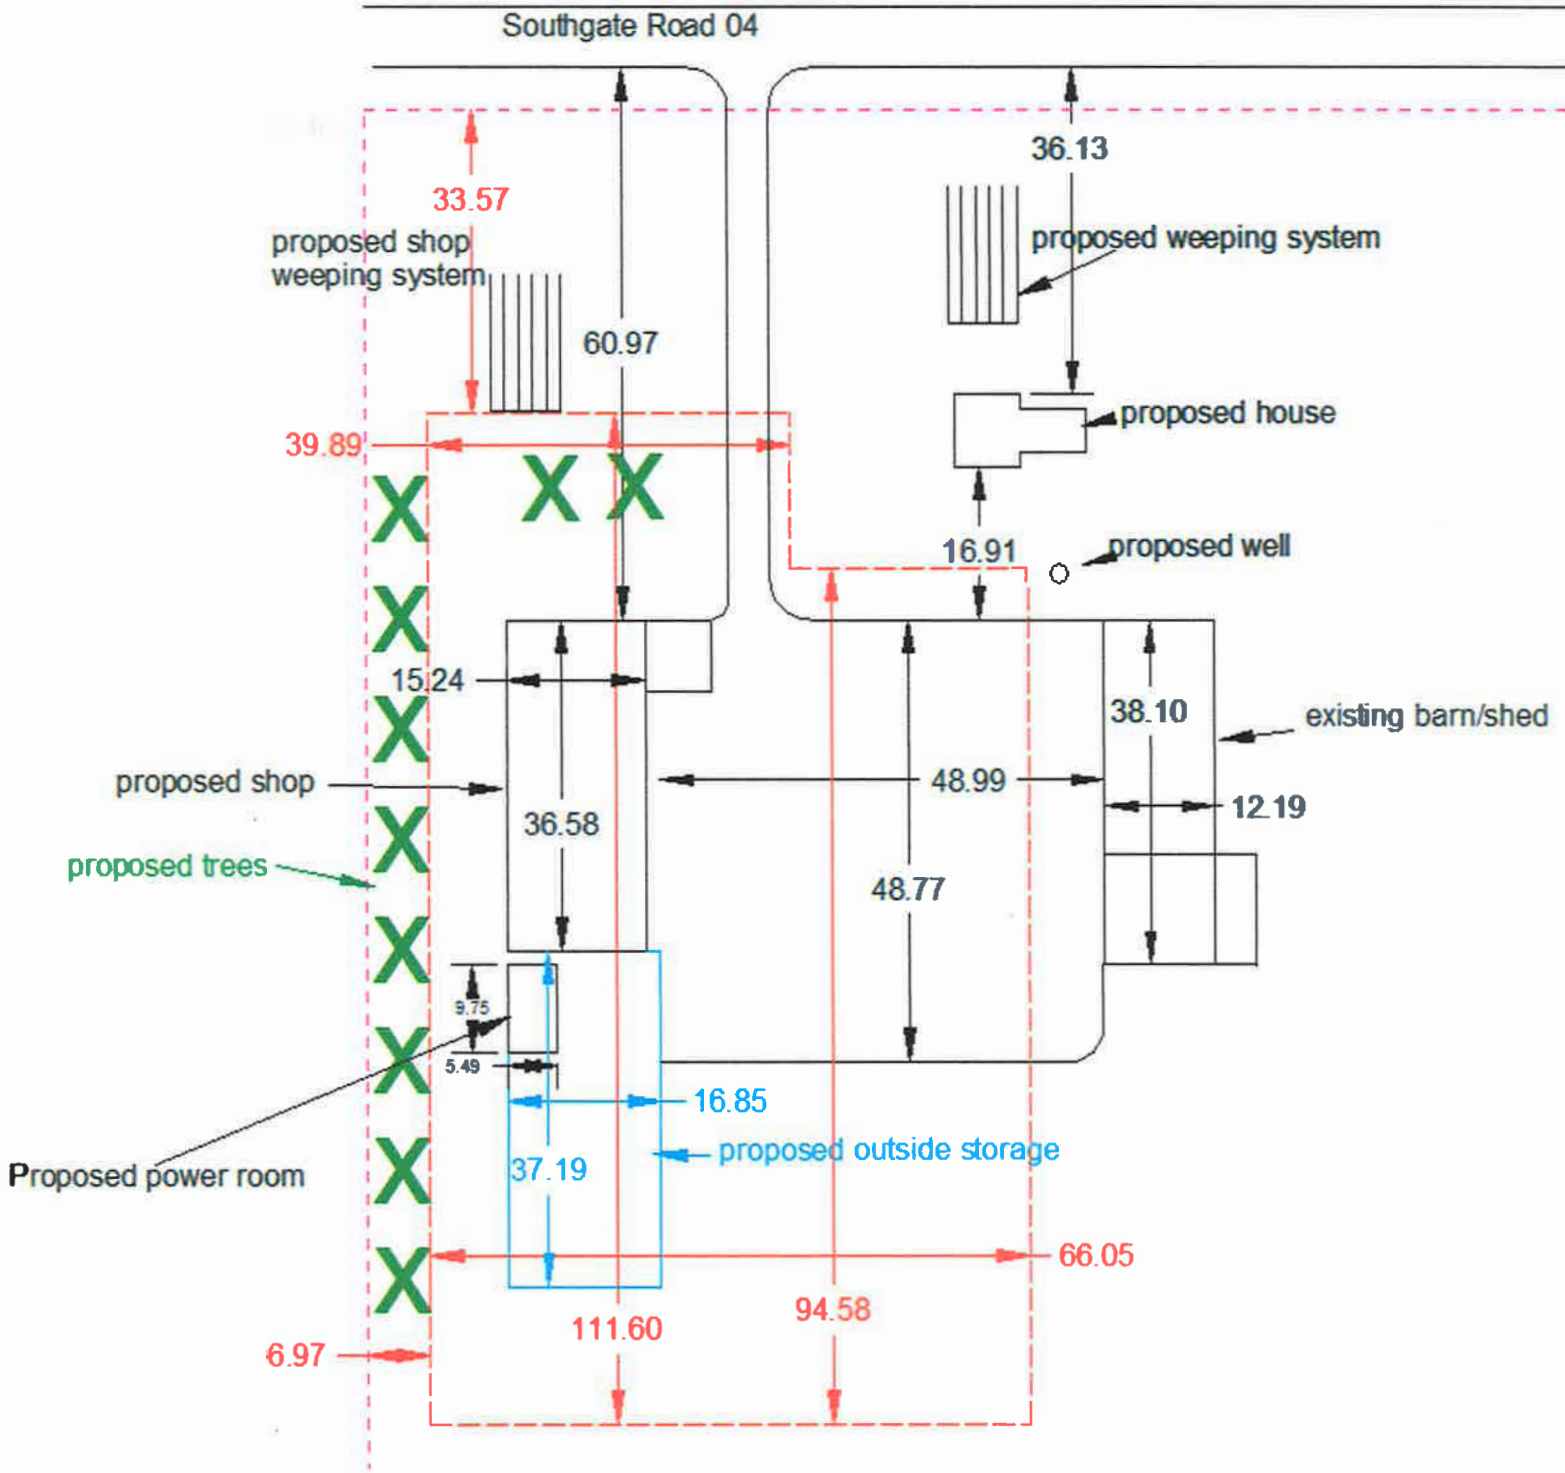 Southgate Road 04
36.13
33.57
proposed shop
weeping system
proposed weeping system
60.97
proposed house
39.89
X X
X
16.91
proposed well
X
15.24
38.10
existing barn/shed
X
proposed shop
48.99
12.19
36.58
X
proposed trees
48.77
X
9.75
5.49
X
16.85
proposed outside storage
37.19
Proposed power room
X
66.05
X
94.58
111.60
6.97